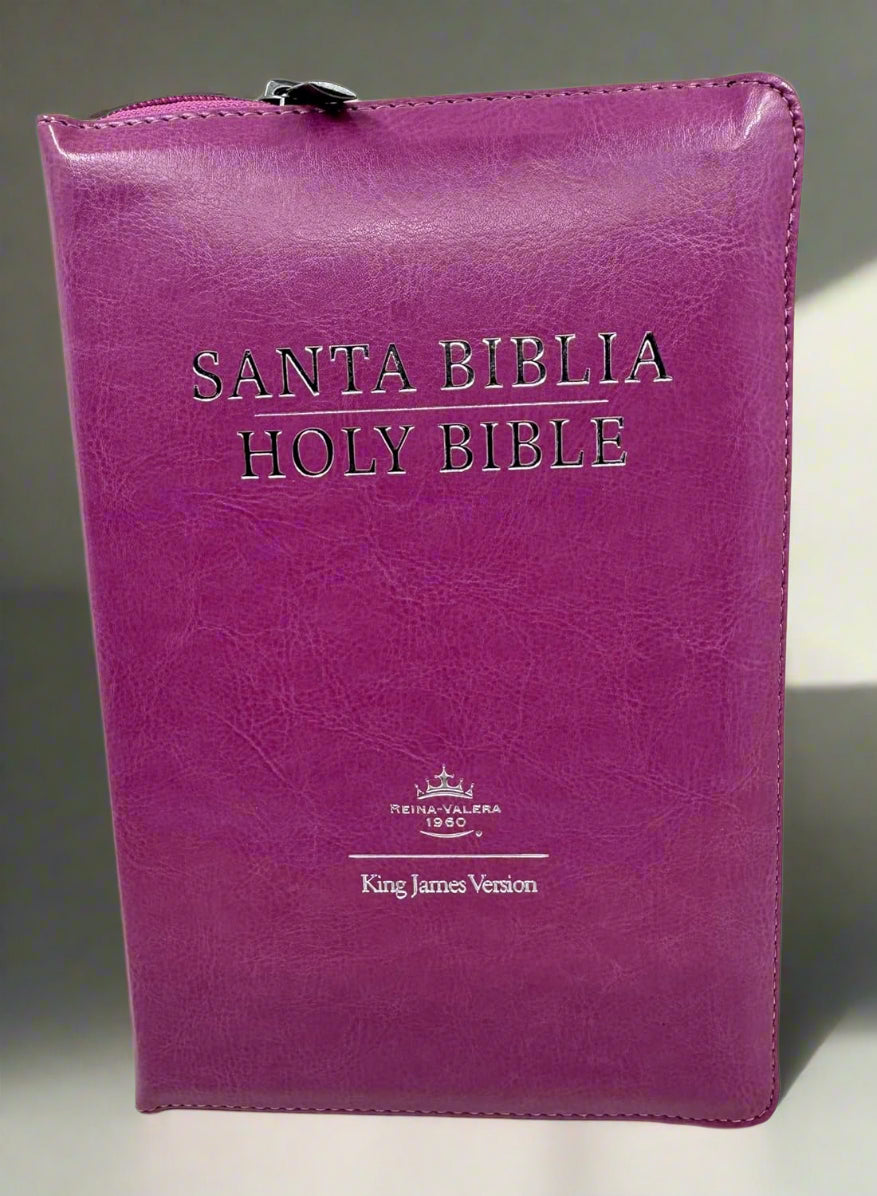 SANTA BIBLIA
HOLY BIBLE
REINA-VALERA
1960
King James Version